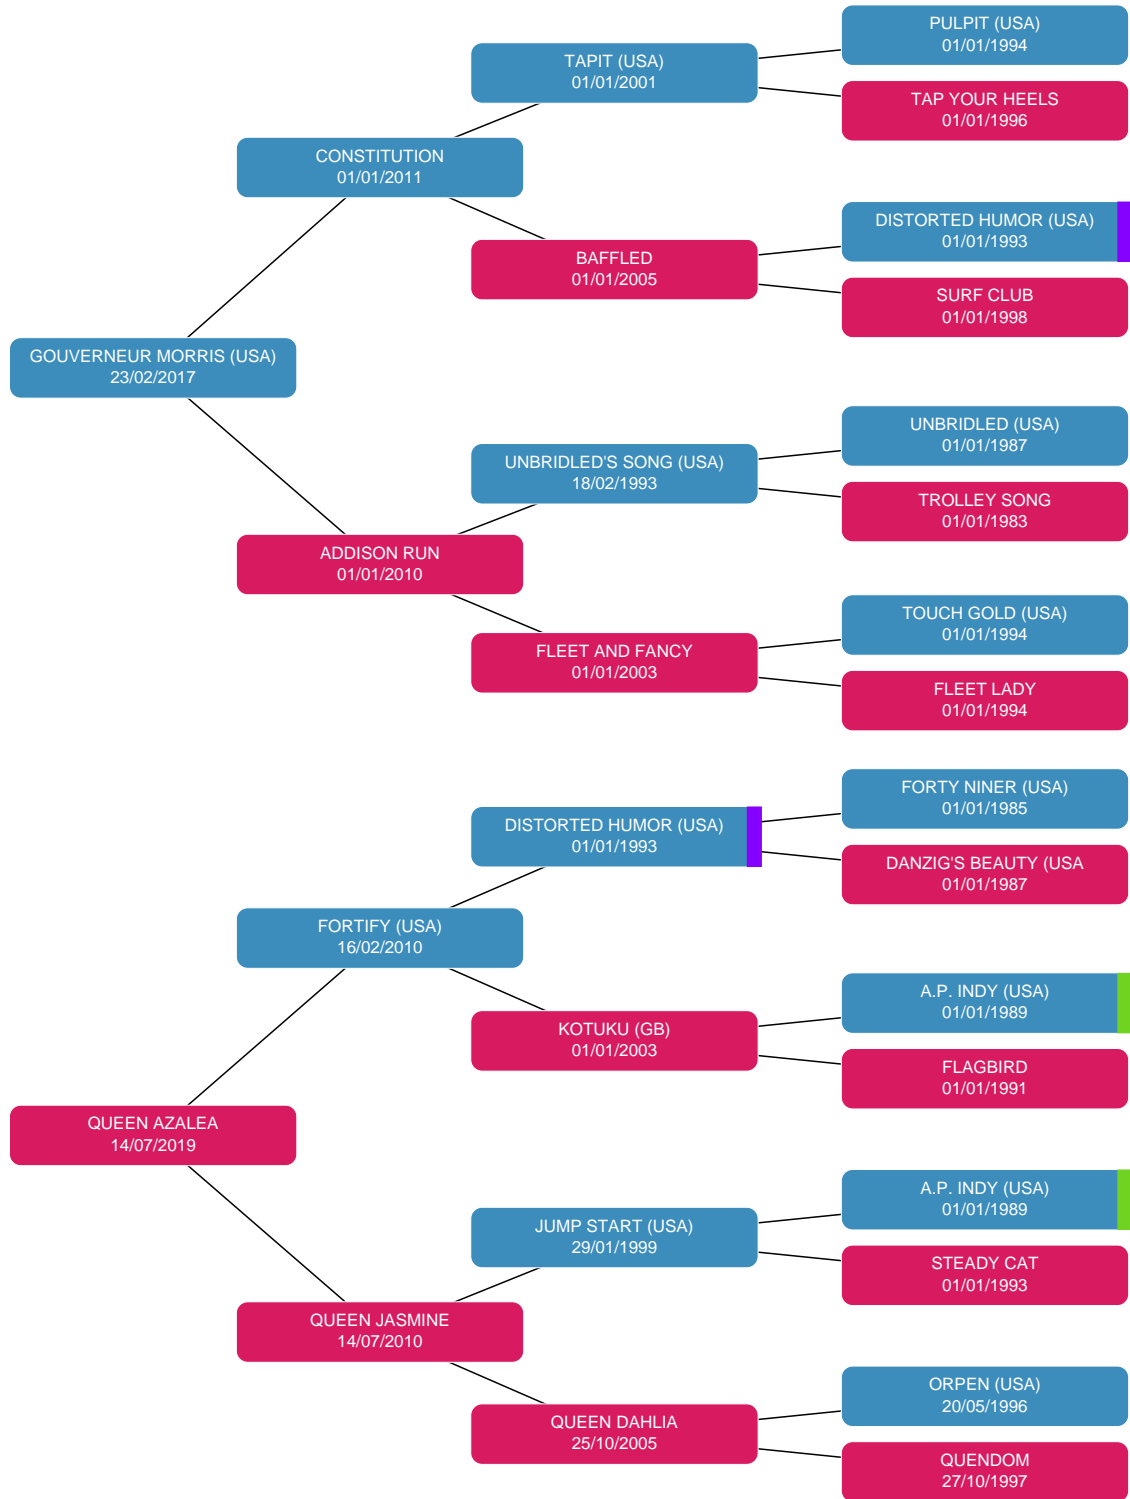 PULPIT (USA)
01/01/1994
TAPIT (USA)
01/01/2001
TAP YOUR HEELS
01/01/1996
CONSTITUTION
01/01/2011
DISTORTED HUMOR (USA)
01/01/1993
BAFFLED
01/01/2005
SURF CLUB
01/01/1998
GOUVERNEUR MORRIS (USA)
23/02/2017
UNBRIDLED (USA)
01/01/1987
UNBRIDLED'S SONG (USA)
18/02/1993
TROLLEY SONG
01/01/1983
ADDISON RUN
01/01/2010
TOUCH GOLD (USA)
01/01/1994
FLEET AND FANCY
01/01/2003
FLEET LADY
01/01/1994
FORTY NINER (USA)
01/01/1985
DISTORTED HUMOR (USA)
01/01/1993
DANZIG'S BEAUTY (USA
01/01/1987
FORTIFY (USA)
16/02/2010
A.P. INDY (USA)
01/01/1989
KOTUKU (GB)
01/01/2003
FLAGBIRD
01/01/1991
QUEEN AZALEA
14/07/2019
A.P. INDY (USA)
01/01/1989
JUMP START (USA)
29/01/1999
STEADY CAT
01/01/1993
QUEEN JASMINE
14/07/2010
ORPEN (USA)
20/05/1996
QUEEN DAHLIA
25/10/2005
QUENDOM
27/10/1997